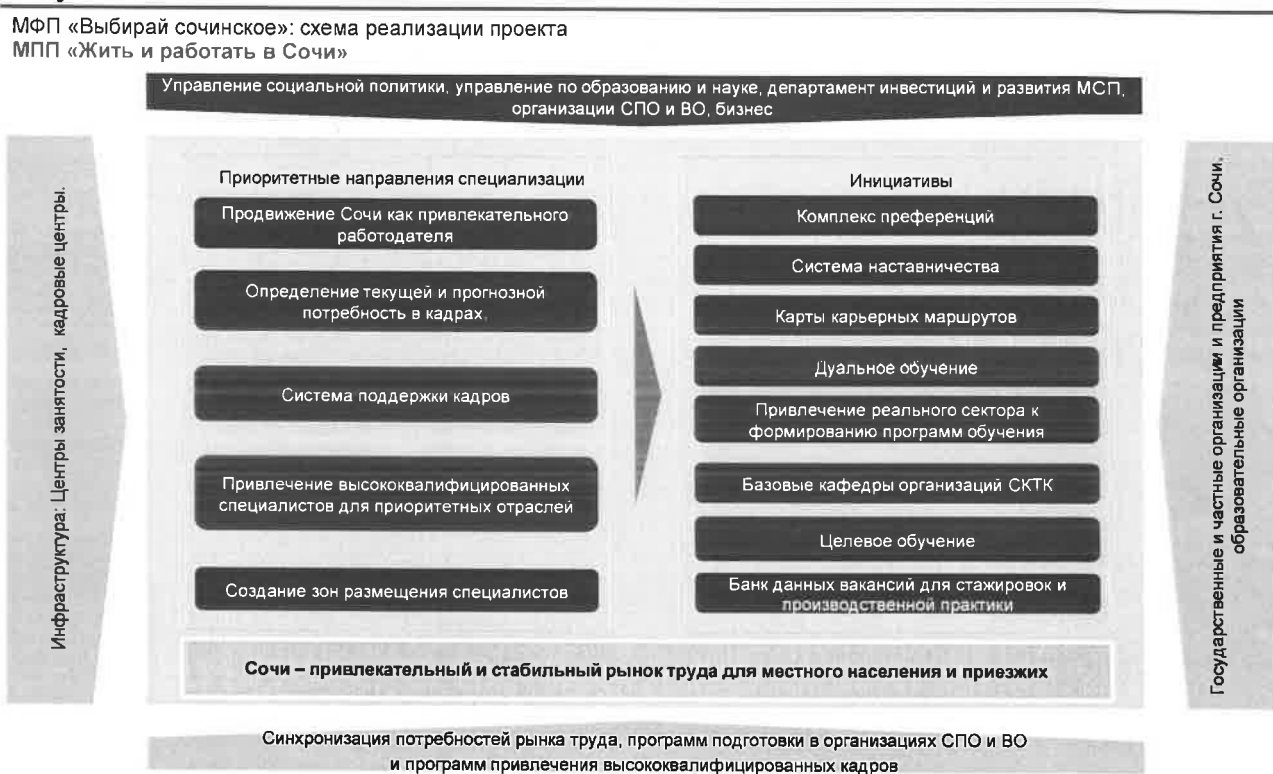 МФП «Выбирай сочинское»: схема реализации проекта
МПП «Жить и работать в Сочи»
Управление социальной политики, управление по образованию и науке, департамент инвестиций и развития МСП,
организации СПО и ВО, бизнес
Инфраструктура: Центры занятости, кадровые центры.
Приоритетные направления специализации
Продвижение Сочи как привлекательного
работодателя
Определение текущей и прогнозной
потребность в кадрах.
Система поддержки кадров
Привлечение высококвалифицированных
специалистов для приоритетных отраслей
Создание зон размещения специалистов
Инициативы
Комплекс преференций
Система наставничества
Карты карьерных маршрутов
Дуальное обучение
Привлечение реального сектора к
формированию программ обучения
Базовые кафедры организаций СКТК
Целевое обучение
Банк данных вакансий для стажировок и
производственной практики
Государственные и частные организации и предприятия г. Сочи,
образовательные организации
Сочи – привлекательный и стабильный рынок труда для местного населения и приезжих
Синхронизация потребностей рынка труда, программ подготовки в организациях СПО и ВО
и программ привлечения высококвалифицированных кадров